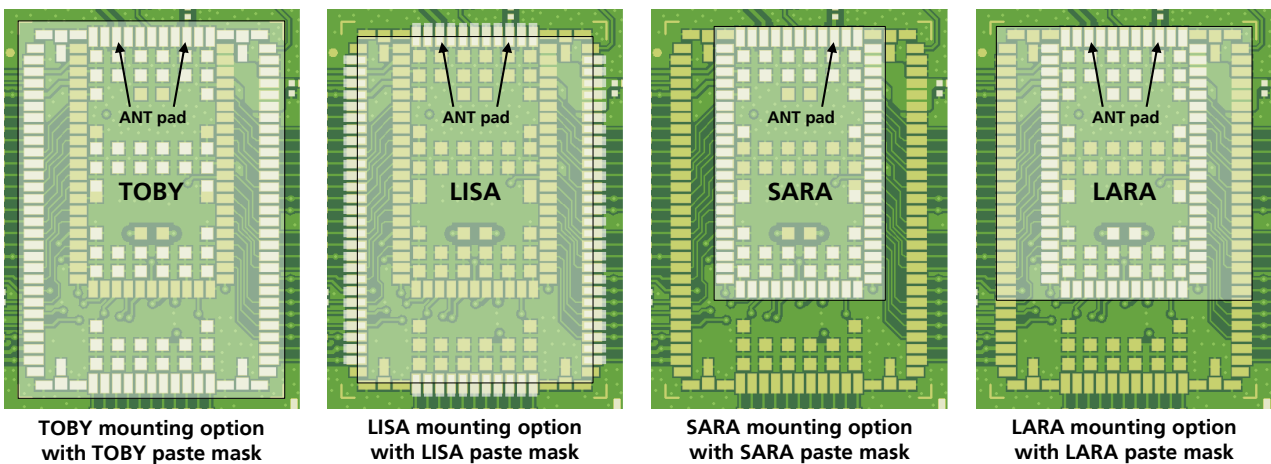 ANT pad
TOBY
TOBY mounting option
with TOBY paste mask
ANT pad
LISA
LISA mounting option
with LISA paste mask
ANT pad
SARA
SARA mounting option
with SARA paste mask
ANT pad
LARA
LARA mounting option
with LARA paste mask